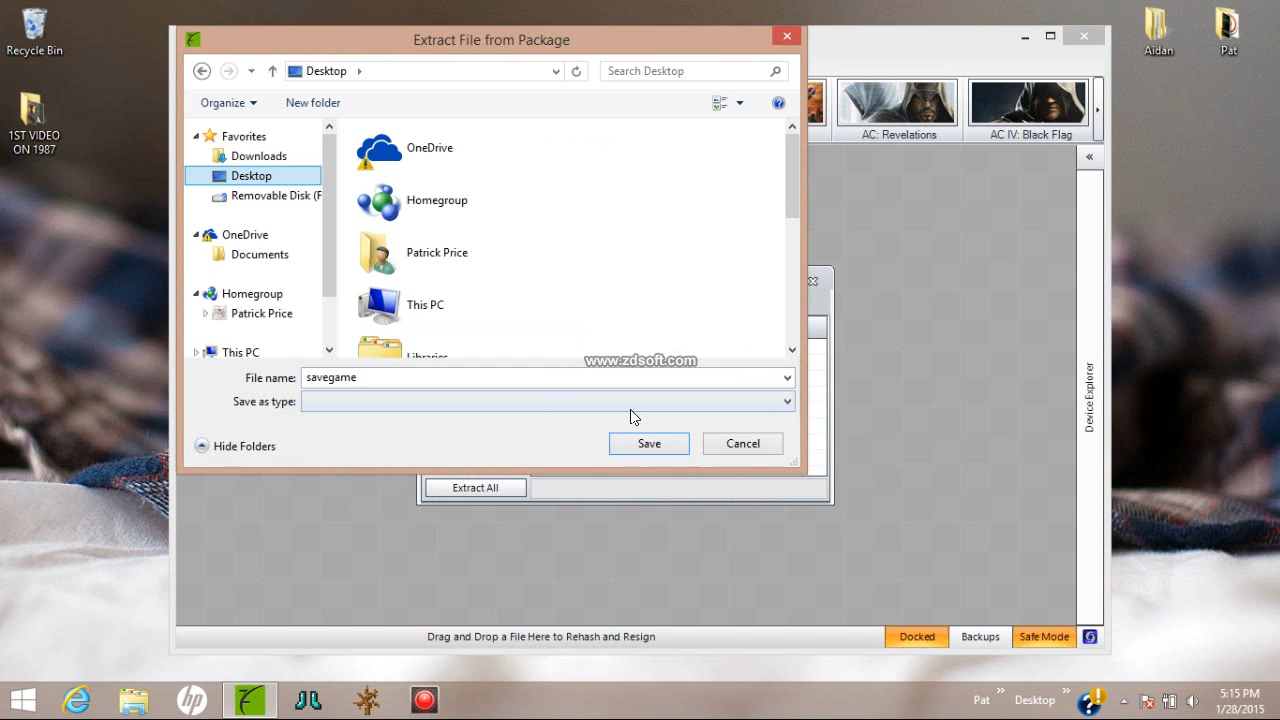 Recycle Bin
1ST VIDEO
ON 1987
Aidan
Pat
Extract File from Package
Desktop
Search Desktop
Organize
New folder
Favorites
Downloads
Desktop
Removable Disk (F
OneDrive
Documents
Homegroup
Patrick Price
This PC
OneDrive
Homegroup
Patrick Price
This PC
Libraries
www.zdsoft.com
File name:
savegame
Save as type:
Hide Folders
Save
Cancel
AC: Revelations
AC IV: Black Flag
Device Explorer
Extract All
Drag and Drop a File Here to Rehash and Resign
Docked
Backups
Safe Mode
Pat
Desktop
5:15 PM
1/28/2015